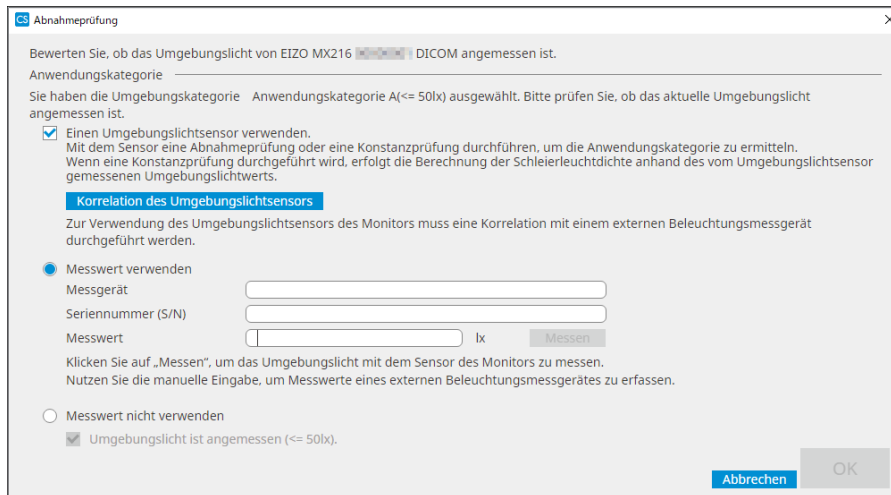 CS Abnahmeprüfung
Bewerten Sie, ob das Umgebungslicht von EIZO MX216 DICOM angemessen ist.
Anwendungskategorie
Sie haben die Umgebungskategorie Anwendungskategorie A(<= 50lx) ausgewählt. Bitte prüfen Sie, ob das aktuelle Umgebungslicht
angemessen ist.
Einen Umgebungslichtsensor verwenden.
Mit dem Sensor eine Abnahmeprüfung oder eine Konstanzprüfung durchführen, um die Anwendungskategorie zu ermitteln.
Wenn eine Konstanzprüfung durchgeführt wird, erfolgt die Berechnung der Schleierleuchtdichte anhand des vom Umgebungslichtsensor
gemessenen Umgebungslichtwerts.
Korrelation des Umgebungslichtsensors
Zur Verwendung des Umgebungslichtsensors des Monitors muss eine Korrelation mit einem externen Beleuchtungsmessgerät
durchgeführt werden.
Messwert verwenden
Messgerät
Seriennummer (S/N)
Messwert lx Messen
Klicken Sie auf „Messen“, um das Umgebungslicht mit dem Sensor des Monitors zu messen.
Nutzen Sie die manuelle Eingabe, um Messwerte eines externen Beleuchtungsmessgerätes zu erfassen.
Messwert nicht verwenden
Umgebungslicht ist angemessen (<= 50lx).
Abbrechen OK